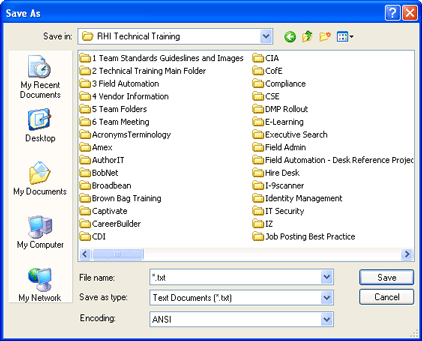 Save As
Save in: RHI Technical Training
My Recent Documents
Desktop
My Documents
My Computer
My Network
1 Team Standards Guideslines and Images
2 Technical Training Main Folder
3 Field Automation
4 Vendor Information
5 Team Folders
6 Team Meeting
AcronymsTerminology
Amex
AuthorIT
BobNet
Broadbean
Brown Bag Training
Captivate
CareerBuilder
CDI
CIA
CofE
Compliance
CSE
DMP Rollout
E-Learning
Executive Search
Field Admin
Field Automation - Desk Reference Projec
Hire Desk
I-9scanner
Identity Management
IT Security
IZ
Job Posting Best Practice
File name: *.txt
Save
Save as type: Text Documents (*.txt)
Cancel
Encoding: ANSI